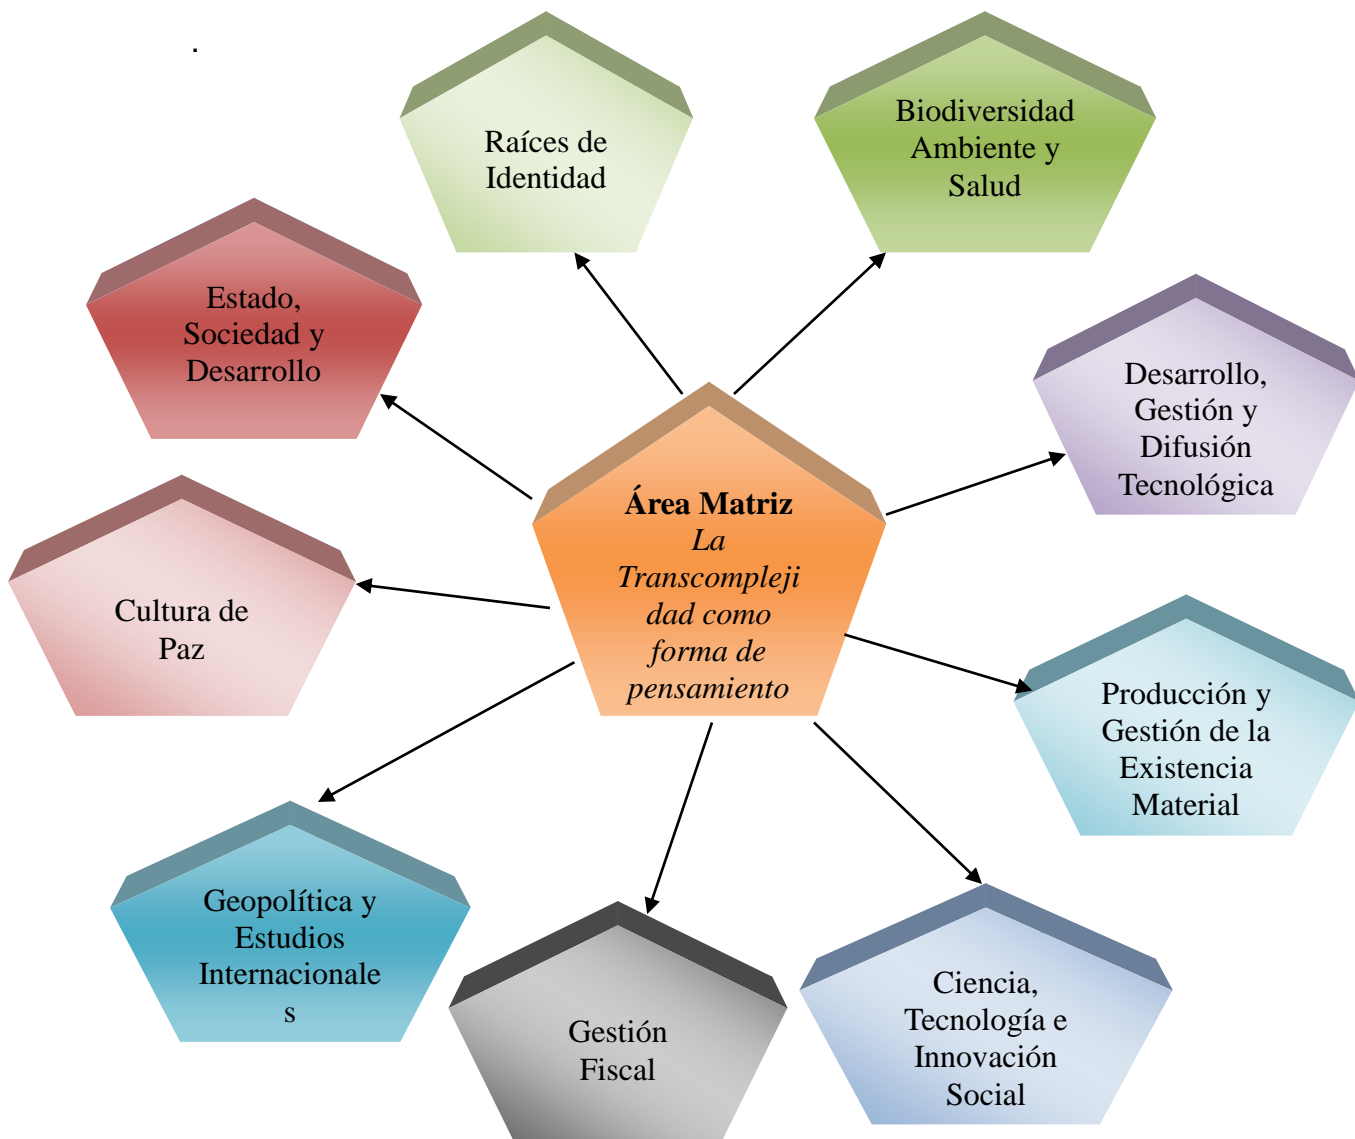 .
Raíces de
Identidad
Biodiversidad
Ambiente y
Salud
Estado,
Sociedad y
Desarrollo
Desarrollo,
Gestión y
Difusión
Tecnológica
Área Matriz
La
Transcompleji
dad como
forma de
pensamiento
Cultura de
Paz
Producción y
Gestión de la
Existencia
Material
Geopolítica y
Estudios
Internacionale
s
Gestión
Fiscal
Ciencia,
Tecnología e
Innovación
Social